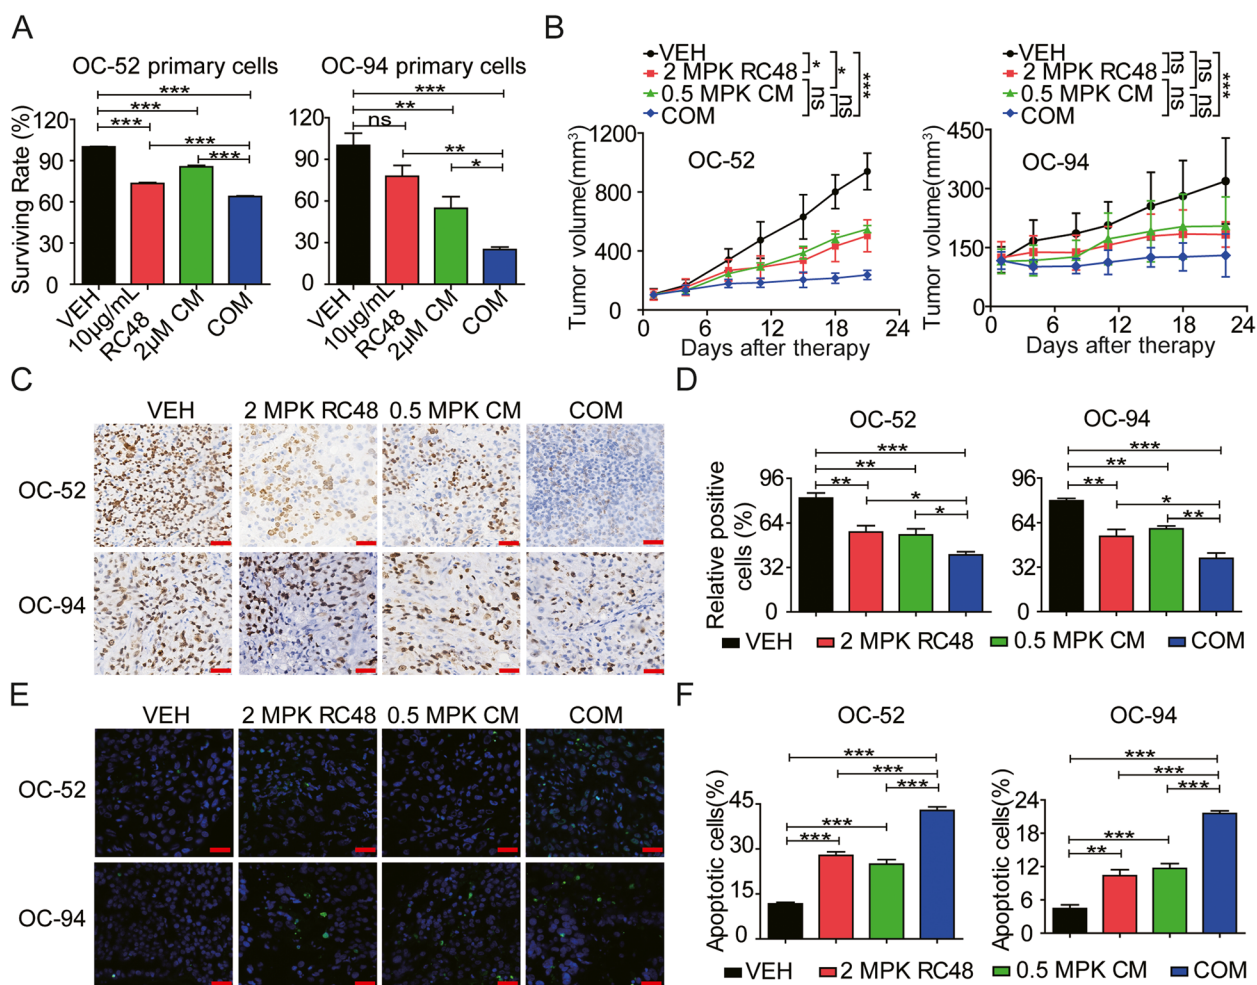 A
OC-52 primary cells
Surviving Rate (%)
120
90
60
30
0
***
***
***
***
***
VEH
10μg/mL
RC48
2μM CM
COM
OC-94 primary cells
120
90
60
30
0
***
**
ns
**
*
VEH
10μg/mL
RC48
2μM CM
COM
B
VEH
2 MPK RC48
0.5 MPK CM
COM
*
*
***
ns
ns
OC-52
Tumor volume(mm³)
1200
800
400
0
0 6 12 18 24
Days after therapy
VEH
2 MPK RC48
0.5 MPK CM
COM
ns
ns
***
ns
ns
OC-94
Tumor volume(mm³)
450
300
150
0
0 6 12 18 24
Days after therapy
C
VEH 2 MPK RC48 0.5 MPK CM COM
OC-52
OC-94
D
OC-52
Relative positive
cells (%)
96
64
32
0
***
**
**
*
*
OC-94
96
64
32
0
***
**
**
*
**
VEH 2 MPK RC48 0.5 MPK CM COM
E
VEH 2 MPK RC48 0.5 MPK CM COM
OC-52
OC-94
F
OC-52
Apoptotic cells(%)
45
30
15
0
***
***
***
***
***
OC-94
Apoptotic cells(%)
24
18
12
6
0
***
***
***
***
**
VEH 2 MPK RC48 0.5 MPK CM COM